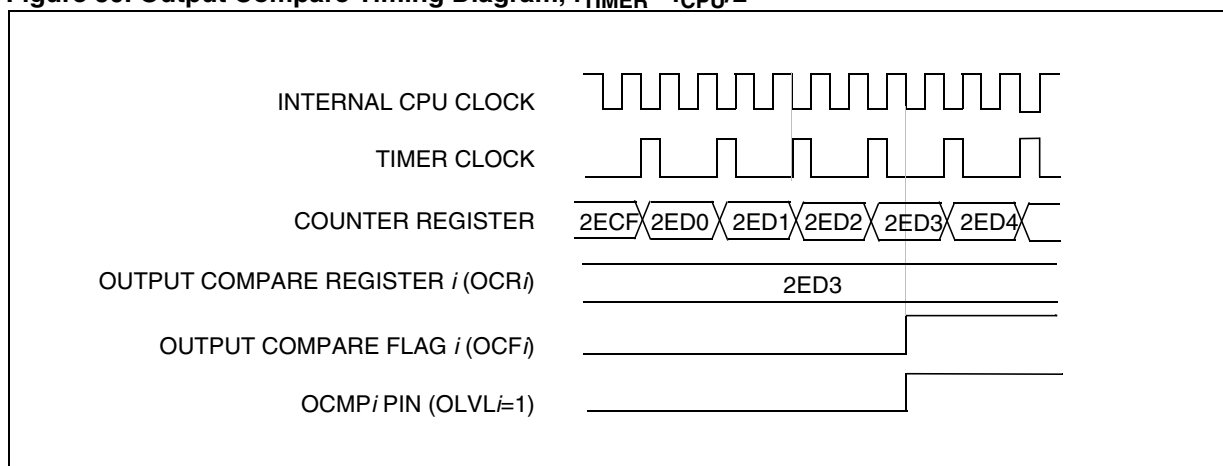 INTERNAL CPU CLOCK
TIMER CLOCK
COUNTER REGISTER 2ECF 2ED0 2ED1 2ED2 2ED3 2ED4
OUTPUT COMPARE REGISTER i (OCRi) 2ED3
OUTPUT COMPARE FLAG i (OCFi)
OCMPi PIN (OLVLi=1)